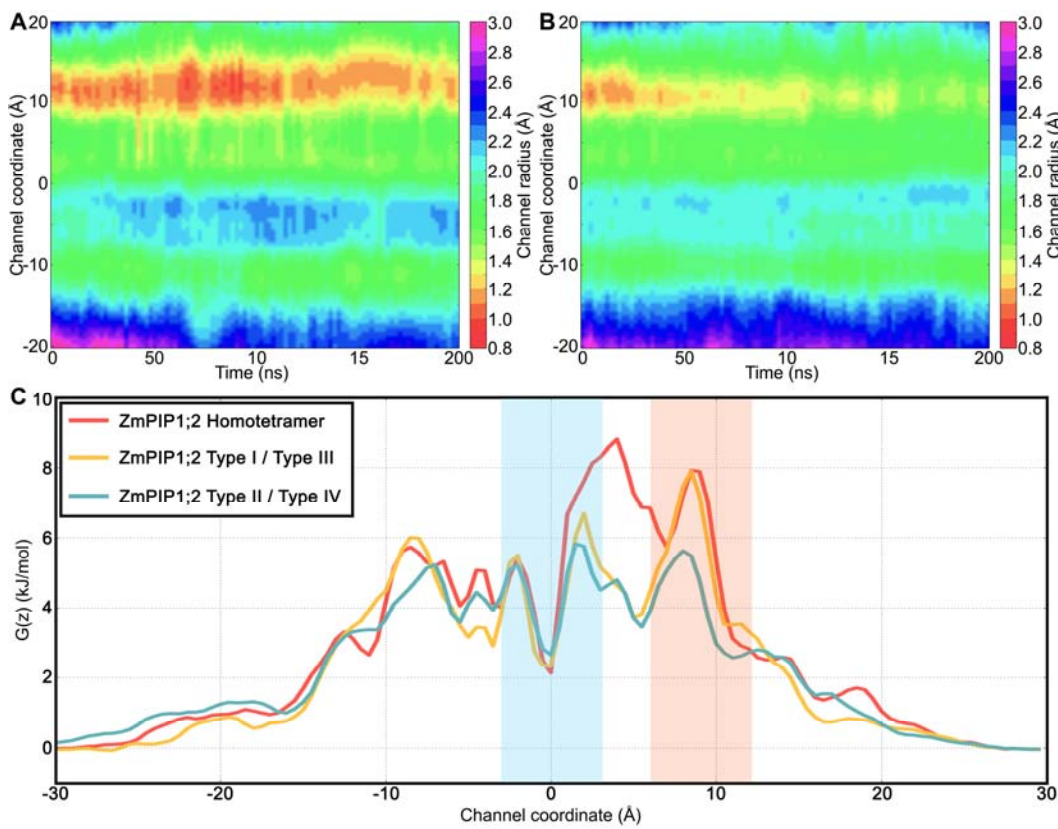 A
20
10
0
-10
-20
Channel coordinate (Å)
0 50 10 15 200
Time (ns)
3.0
2.8
2.6
2.4
2.2
2.0
1.8
1.6
1.4
1.2
1.0
0.8
Channel radius (Å)
B
20
10
0
-10
-20
Channel coordinate (Å)
0 50 10 15 200
Time (ns)
3.0
2.8
2.6
2.4
2.2
2.0
1.8
1.6
1.4
1.2
1.0
0.8
Channel radius (Å)
C
ZmPIP1;2 Homotetramer
ZmPIP1;2 Type I / Type III
ZmPIP1;2 Type II / Type IV
10
8
6
4
2
0
G(z) (kJ/mol)
-30 -20 -10 0 10 20 30
Channel coordinate (Å)